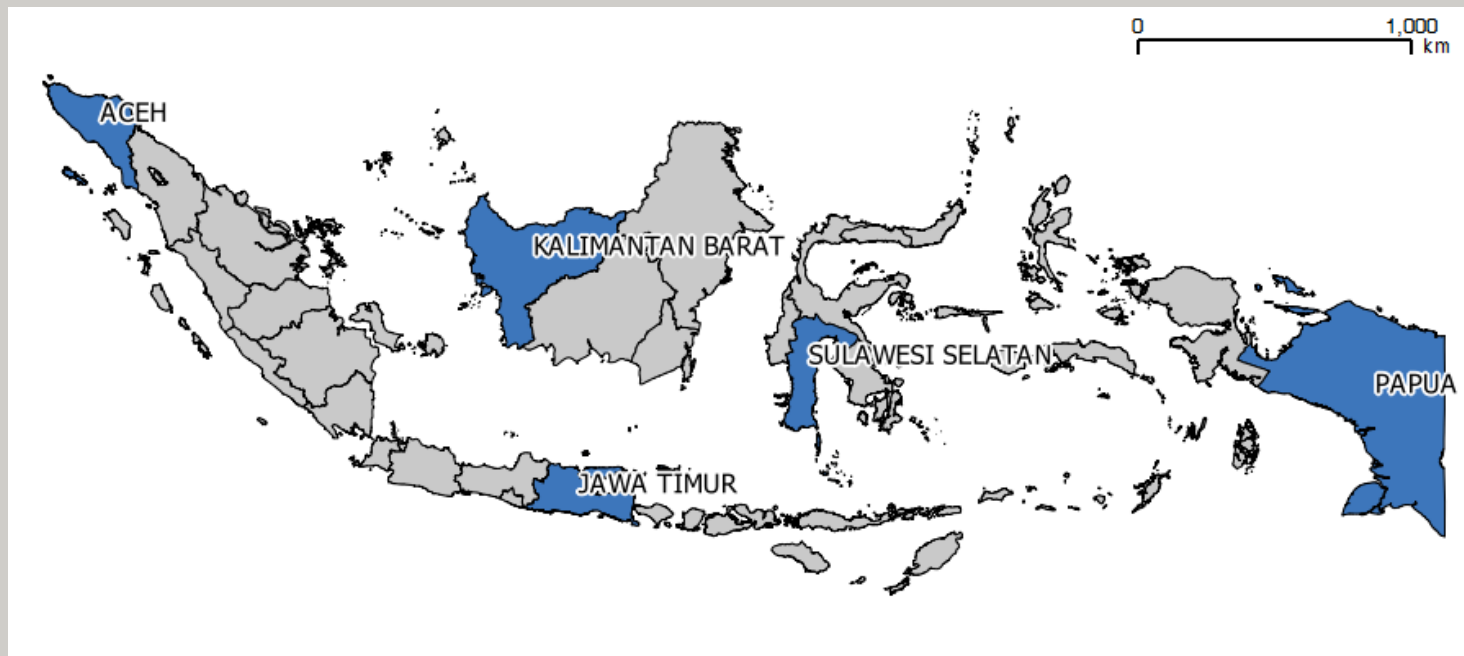 0 1,000
km
ACEH
KALIMANTAN BARAT
SULAWESI SELATAN
PAPUA
JAWA TIMUR